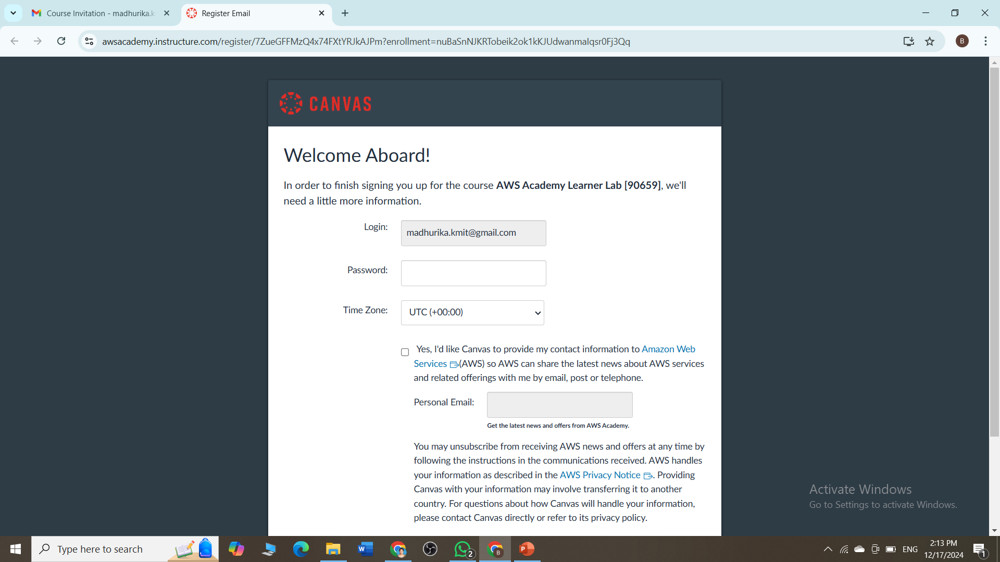 Course Invitation - madhurika.k
Register Email
awsacademy.instructure.com/register/7ZueGFFMzQ4x74FXtYRJkAJPm?enrollment=nuBaSnNJKRTobeik2ok1kKJUdwanmaIqsr0Fj3Qq
B
CANVAS
Welcome Aboard!
In order to finish signing you up for the course AWS Academy Learner Lab [90659], we'll
need a little more information.
Login:
madhurika.kmit@gmail.com
Password:
Time Zone:
UTC (+00:00)
Yes, I'd like Canvas to provide my contact information to Amazon Web
Services (AWS) so AWS can share the latest news about AWS services
and related offerings with me by email, post or telephone.
Personal Email:
Get the latest news and offers from AWS Academy.
You may unsubscribe from receiving AWS news and offers at any time by
following the instructions in the communications received. AWS handles
your information as described in the AWS Privacy Notice . Providing
Canvas with your information may involve transferring it to another
country. For questions about how Canvas will handle your information,
please contact Canvas directly or refer to its privacy policy.
Activate Windows
Go to Settings to activate Windows.
Type here to search
W
2
B
P
ENG
2:13 PM
12/17/2024
1